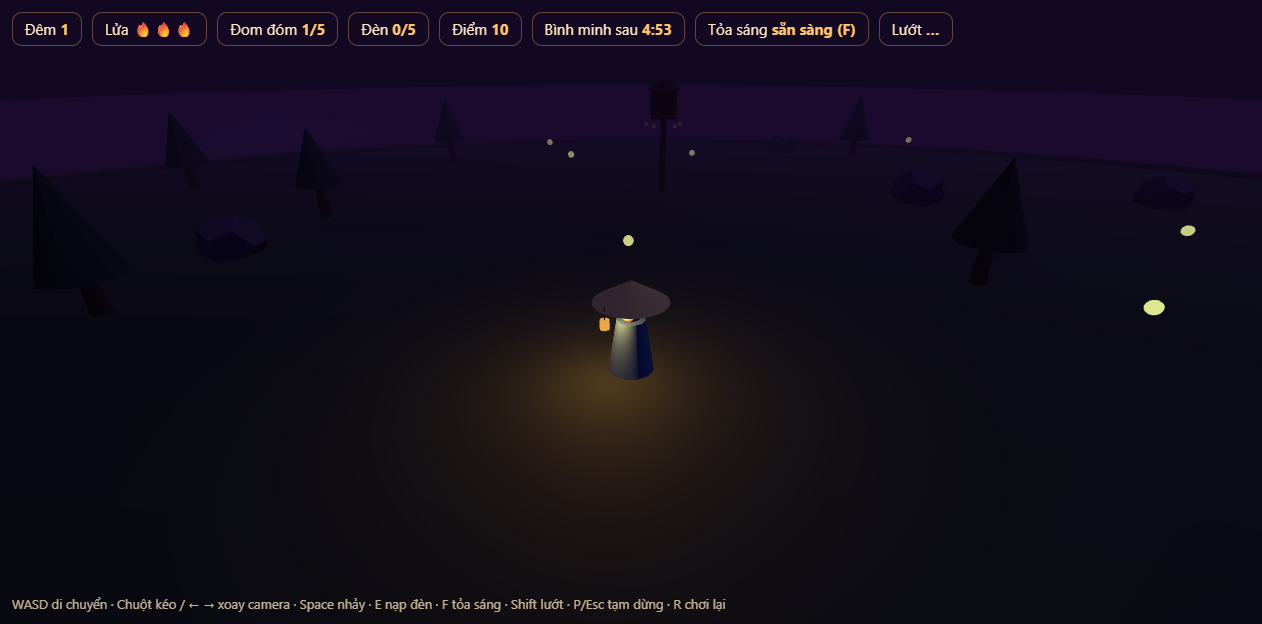 Đêm 1 Lửa 🔥 🔥 🔥 Đom đóm 1/5 Đèn 0/5 Điểm 10 Bình minh sau 4:53 Tỏa sáng sẵn sàng (F) Lướt ...
WASD di chuyển · Chuột kéo / ← → xoay camera · Space nhảy · E nạp đèn · F tỏa sáng · Shift lướt · P/Esc tạm dừng · R chơi lại